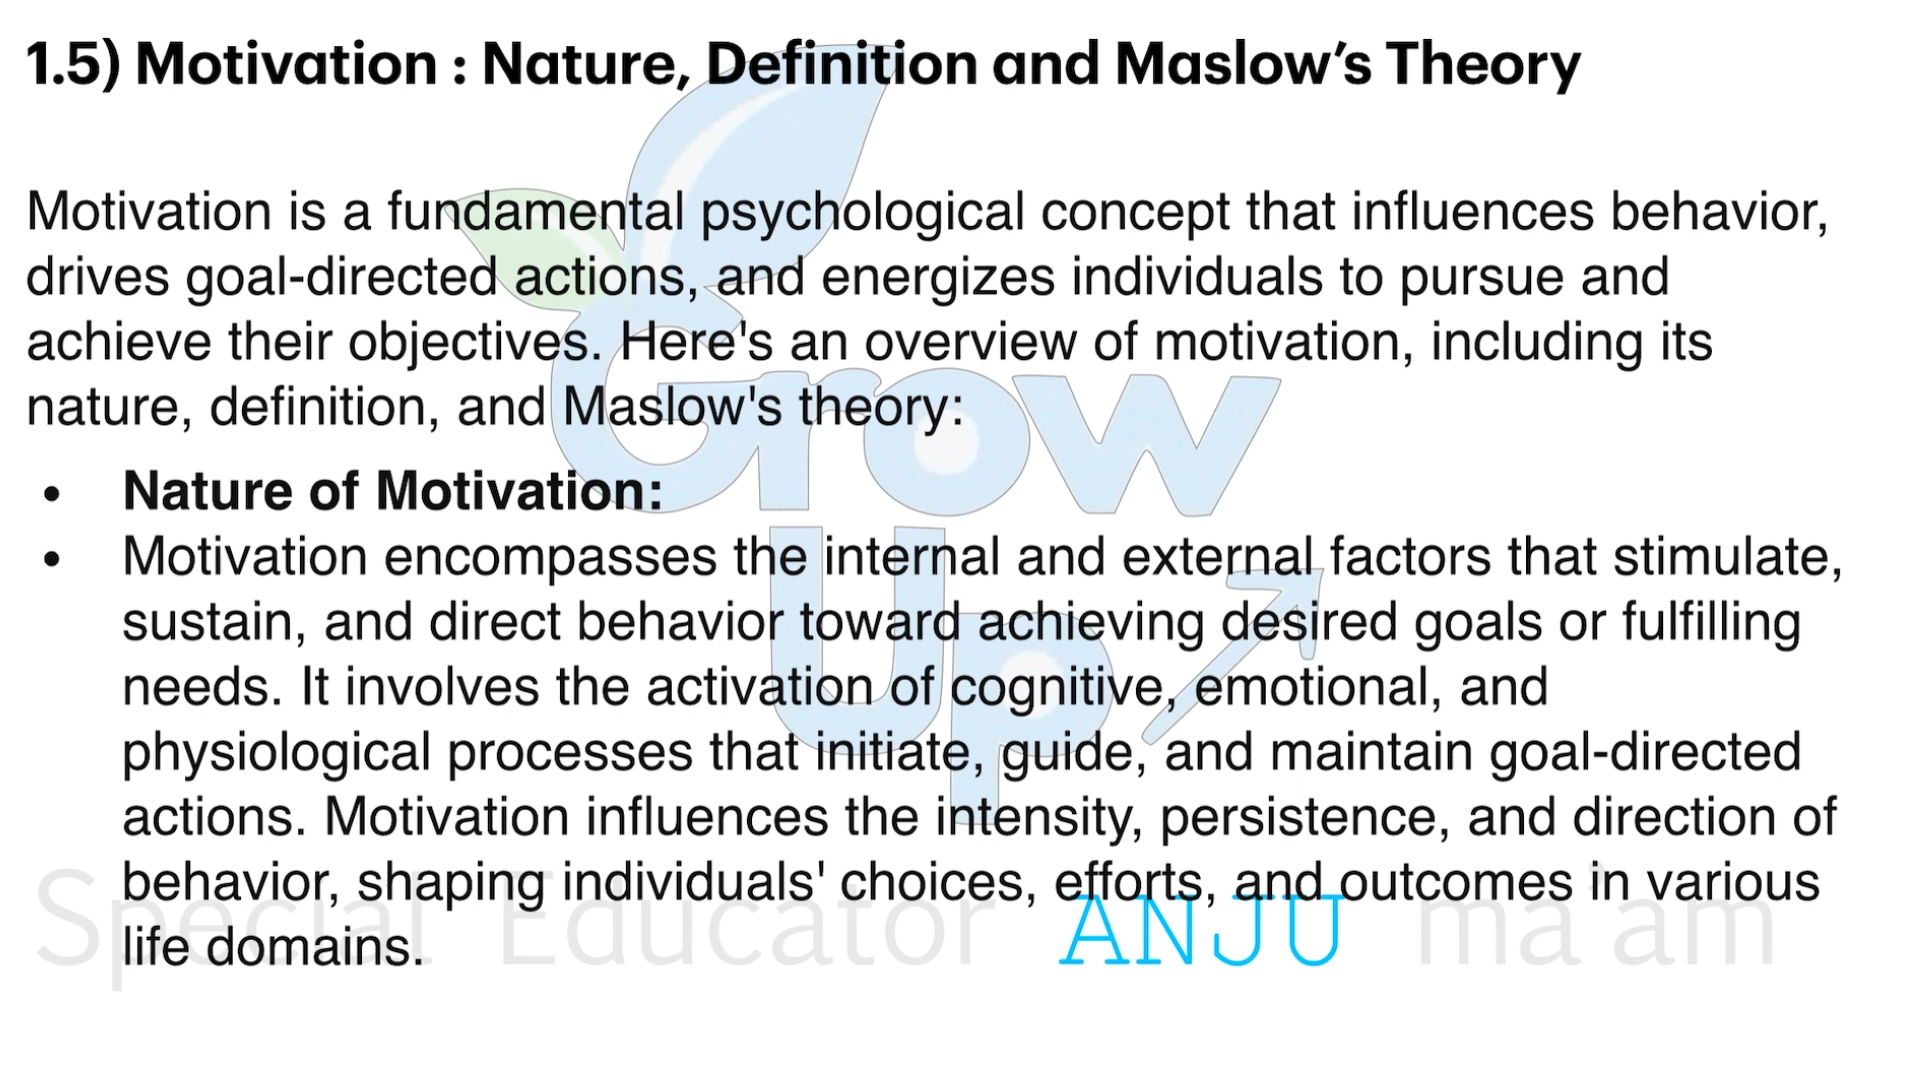 1.5) Motivation : Nature, Definition and Maslow’s Theory
Motivation is a fundamental psychological concept that influences behavior,
drives goal-directed actions, and energizes individuals to pursue and
achieve their objectives. Here's an overview of motivation, including its
nature, definition, and Maslow's theory:
• Nature of Motivation:
• Motivation encompasses the internal and external factors that stimulate,
sustain, and direct behavior toward achieving desired goals or fulfilling
needs. It involves the activation of cognitive, emotional, and
physiological processes that initiate, guide, and maintain goal-directed
actions. Motivation influences the intensity, persistence, and direction of
behavior, shaping individuals' choices, efforts, and outcomes in various
life domains.
Grow
Up
Special Educator ANJU ma'am